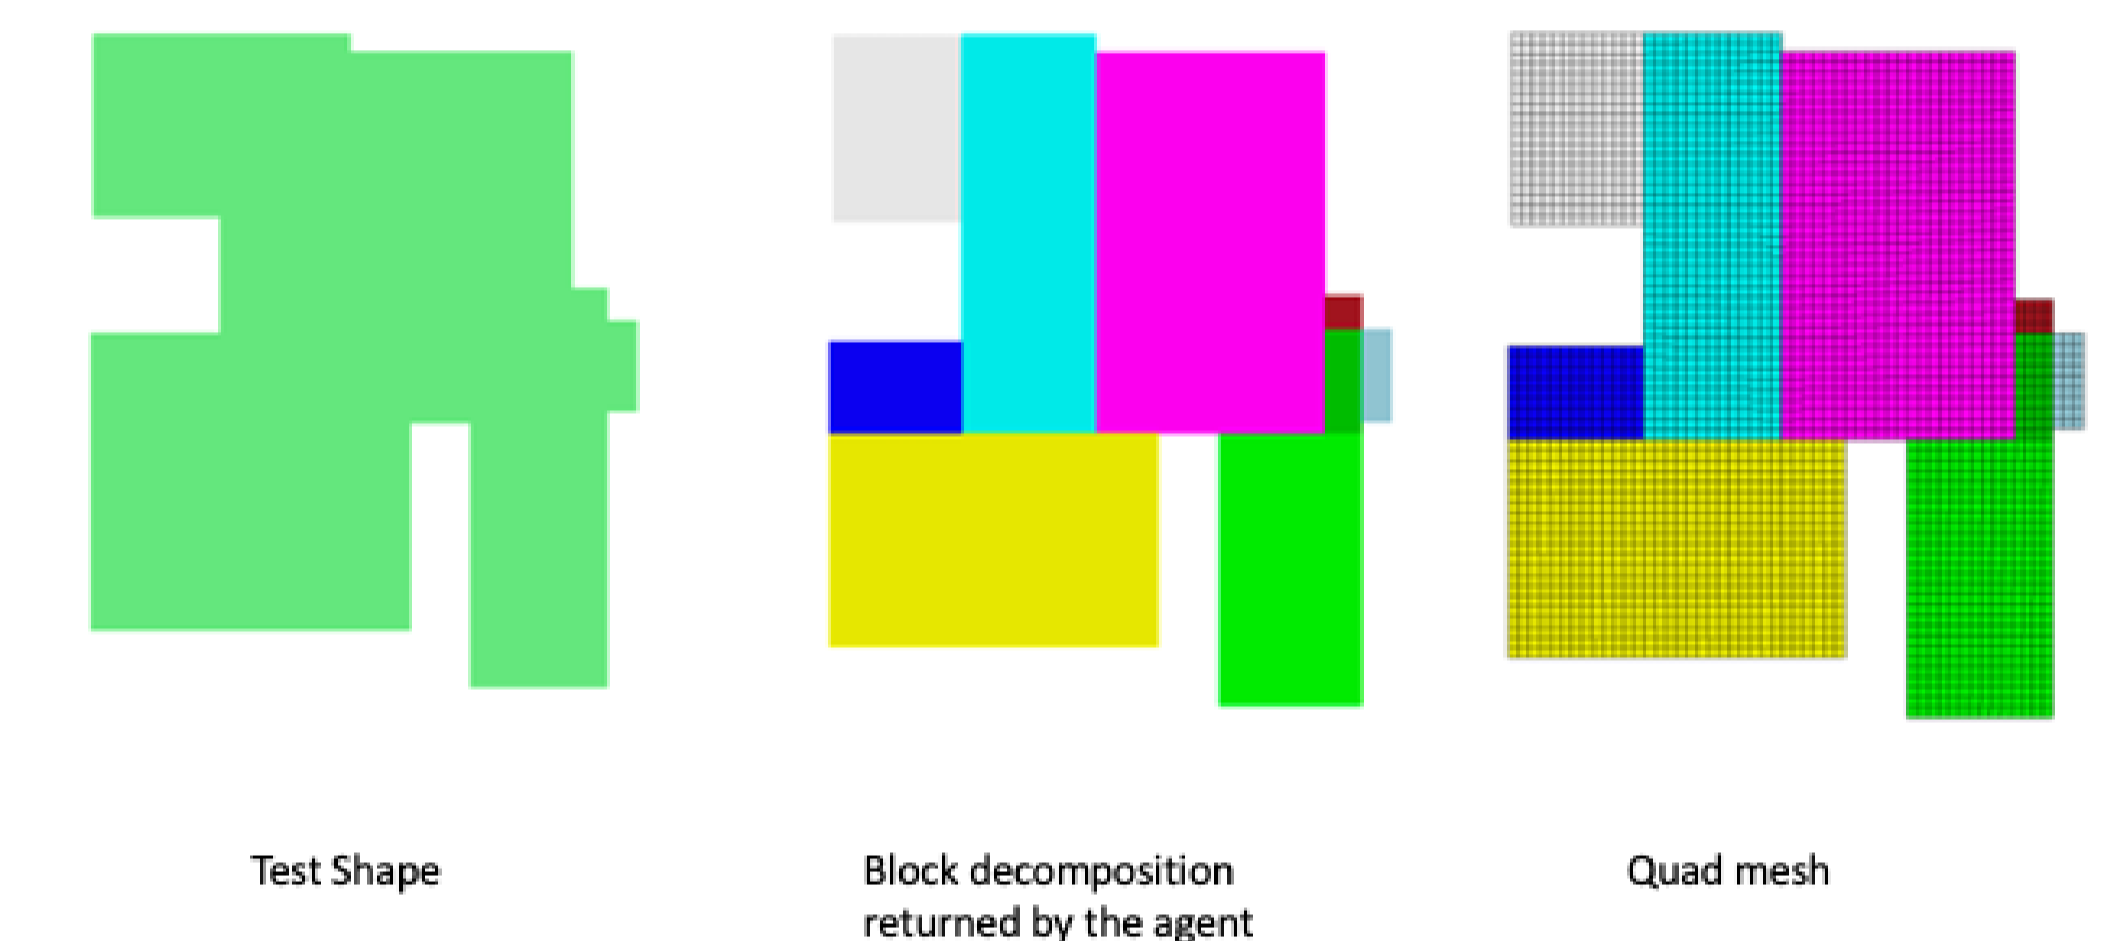 Test Shape
Block decomposition
returned by the agent
Quad mesh